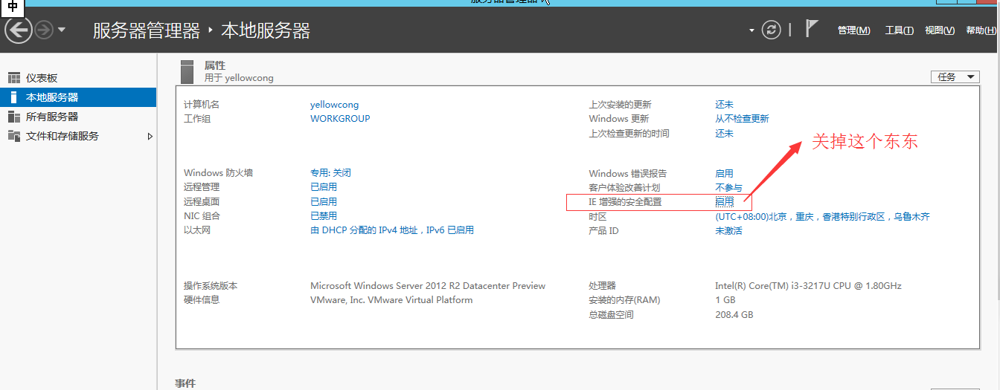 中
服务器管理器
服务器管理器 ‣ 本地服务器
管理(M) 工具(T) 视图(V) 帮助(H)
仪表板
本地服务器
所有服务器
文件和存储服务
属性
用于 yellowcong
任务
计算机名 yellowcong
工作组 WORKGROUP
上次安装的更新 还未
Windows 更新 从不检查更新
上次检查更新的时间 还未
关掉这个东东
Windows 防火墙 专用: 关闭
远程管理 已启用
远程桌面 已启用
NIC 组合 已禁用
以太网 由 DHCP 分配的 IPv4 地址，IPv6 已启用
Windows 错误报告 启用
客户体验改善计划 不参与
IE 增强的安全配置 启用
时区 (UTC+08:00)北京，重庆，香港特别行政区，乌鲁木齐
产品 ID 未激活
操作系统版本 Microsoft Windows Server 2012 R2 Datacenter Preview
硬件信息 VMware, Inc. VMware Virtual Platform
处理器 Intel(R) Core(TM) i3-3217U CPU @ 1.80GHz
安装的内存(RAM) 1 GB
总磁盘空间 208.4 GB
事件